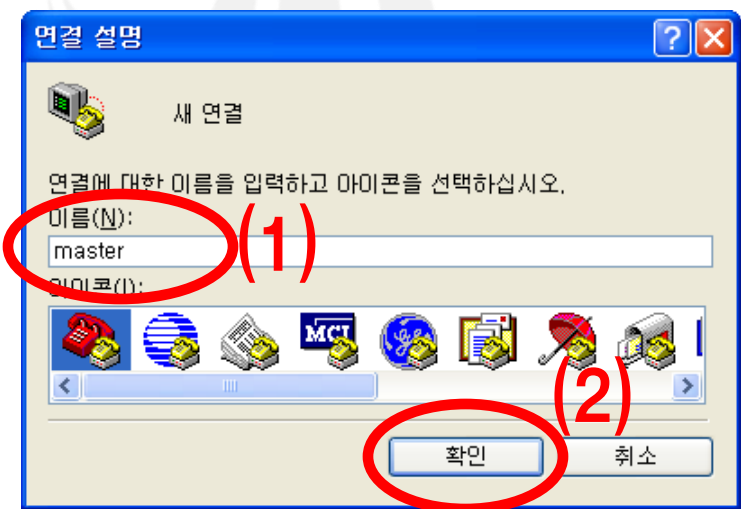 연결 설명
새 연결
연결에 대한 이름을 입력하고 아이콘을 선택하십시오.
이름(N):
master
(1)
아이콘(I):
MCI
(2)
확인
취소